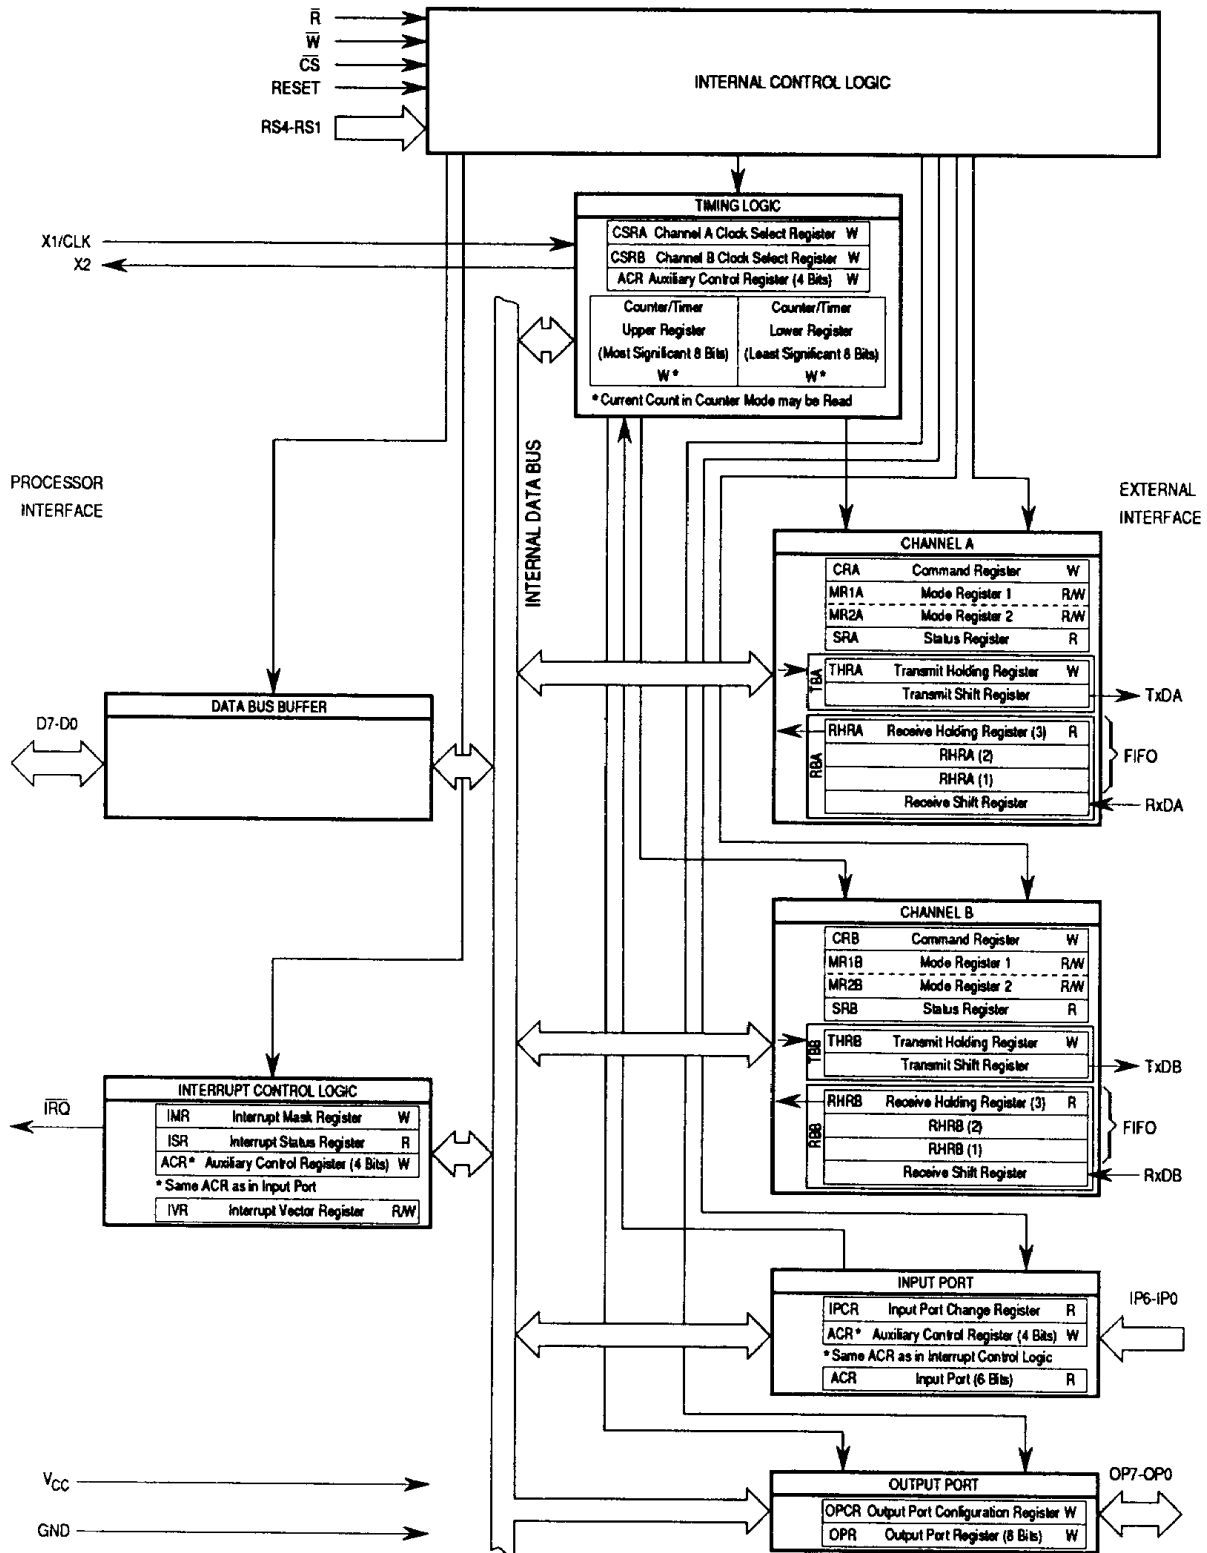 R
W
CS
RESET
RS4-RS1
INTERNAL CONTROL LOGIC
TIMING LOGIC
X1/CLK
X2
CSRA Channel A Clock Select Register W
CSRB Channel B Clock Select Register W
ACR Auxiliary Control Register (4 Bits) W
Counter/Timer
Upper Register
(Most Significant 8 Bits)
W*
Counter/Timer
Lower Register
(Least Significant 8 Bits)
W*
* Current Count in Counter Mode may be Read
INTERNAL DATA BUS
PROCESSOR
INTERFACE
EXTERNAL
INTERFACE
CHANNEL A
CRA Command Register W
MR1A Mode Register 1 R/W
MR2A Mode Register 2 R/W
SRA Status Register R
TBA
THRA Transmit Holding Register W
Transmit Shift Register
TxDA
RBA
RHRA Receive Holding Register (3) R
RHRA (2)
RHRA (1)
Receive Shift Register
FIFO
RxDA
DATA BUS BUFFER
D7-D0
CHANNEL B
CRB Command Register W
MR1B Mode Register 1 R/W
MR2B Mode Register 2 R/W
SRB Status Register R
TBB
THRB Transmit Holding Register W
Transmit Shift Register
TxDB
RBB
RHRB Receive Holding Register (3) R
RHRB (2)
RHRB (1)
Receive Shift Register
FIFO
RxDB
INTERRUPT CONTROL LOGIC
IRQ
IMR Interrupt Mask Register W
ISR Interrupt Status Register R
ACR* Auxiliary Control Register (4 Bits) W
* Same ACR as in Input Port
IVR Interrupt Vector Register R/W
INPUT PORT
IPCR Input Port Change Register R
ACR* Auxiliary Control Register (4 Bits) W
* Same ACR as in Interrupt Control Logic
ACR Input Port (6 Bits) R
IP6-IP0
OUTPUT PORT
OPCR Output Port Configuration Register W
OPR Output Port Register (8 Bits) W
OP7-OP0
VCC
GND